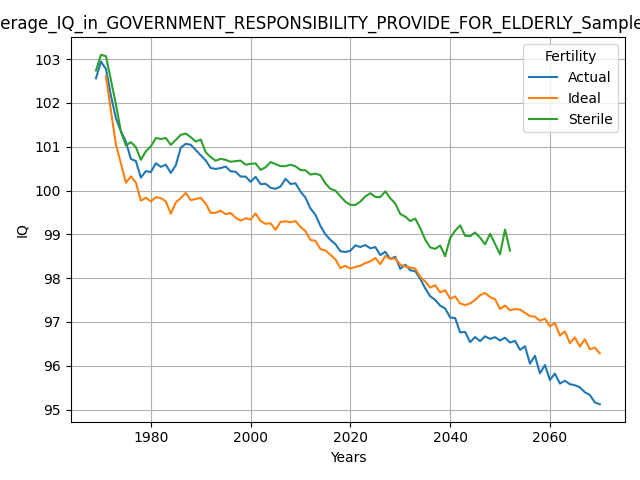 erage_IQ_in_GOVERNMENT_RESPONSIBILITY_PROVIDE_FOR_ELDERLY_Sample
103
102
101
100
99
98
97
96
95
IQ
Fertility
Actual
Ideal
Sterile
1980
2000
2020
2040
2060
Years